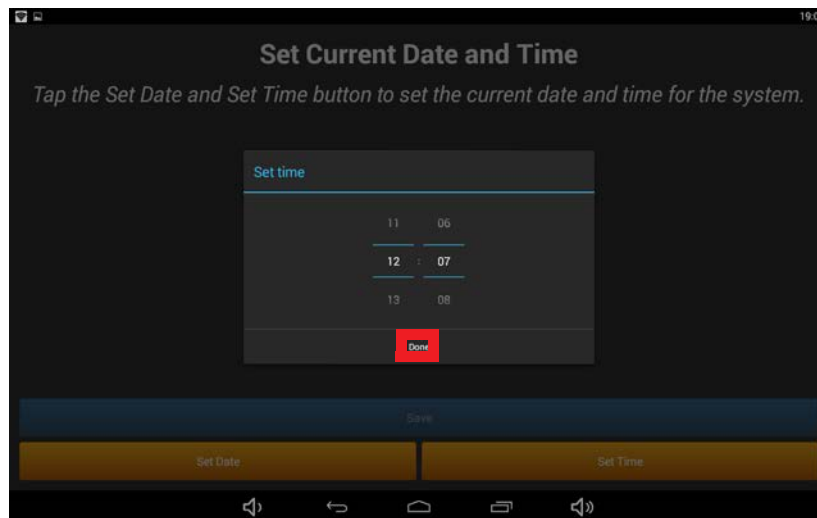 19:0
Set Current Date and Time
Tap the Set Date and Set Time button to set the current date and time for the system.
Set time
11 06
12 : 07
13 08
Done
Save
Set Date Set Time